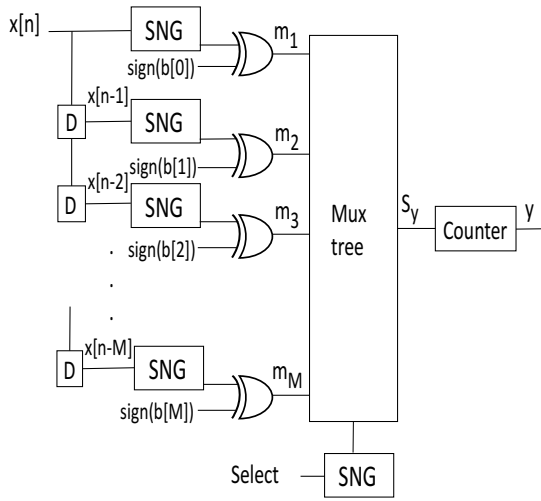 x[n]
SNG
sign(b[0])
m1
x[n-1]
D
SNG
sign(b[1])
m2
x[n-2]
D
SNG
sign(b[2])
m3
Mux
tree
Sy
Counter
y
.
.
.
x[n-M]
D
SNG
sign(b[M])
mM
Select
SNG